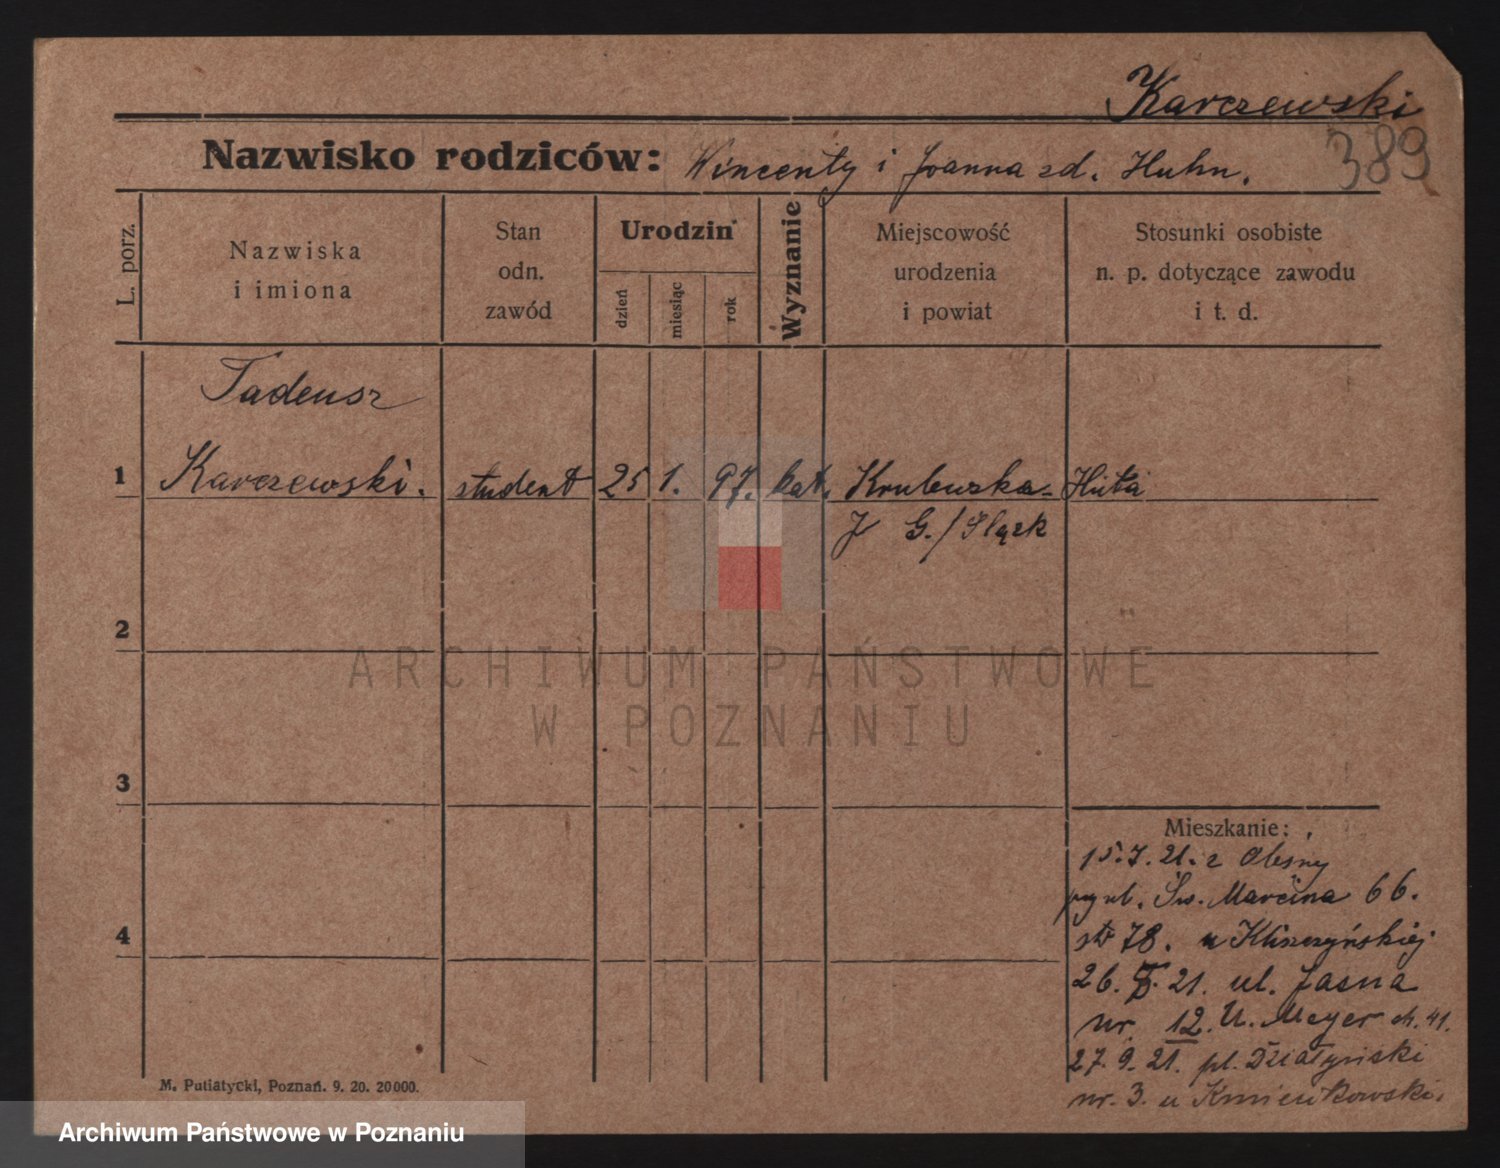 Karczewski
389
Nazwisko rodziców: Wincenty i Joanna zd. Huhn.
L. porz.
Nazwiska
i imiona
Stan
odn.
zawód
Urodzin
dzień
miesiąc
rok
Wyznanie
Miejscowość
urodzenia
i powiat
Stosunki osobiste
n. p. dotyczące zawodu
i t. d.
Tadeusz
1 Karczewski. student 25 1. 97. kat. Huta
G./Śląsk
2
3
4
Mieszkanie:
15.7.21. z Olesny
ul. Św. Marcina 66.
78. u
26. 21. ul. Jasna
nr. 12. u. Meyer 41.
27.9.21. pl. Działyński
nr. 3. u
M. Putiatycki, Poznań. 9. 20. 20000.
ARCHIWUM PAŃSTWOWE
W POZNANIU
Archiwum Państwowe w Poznaniu